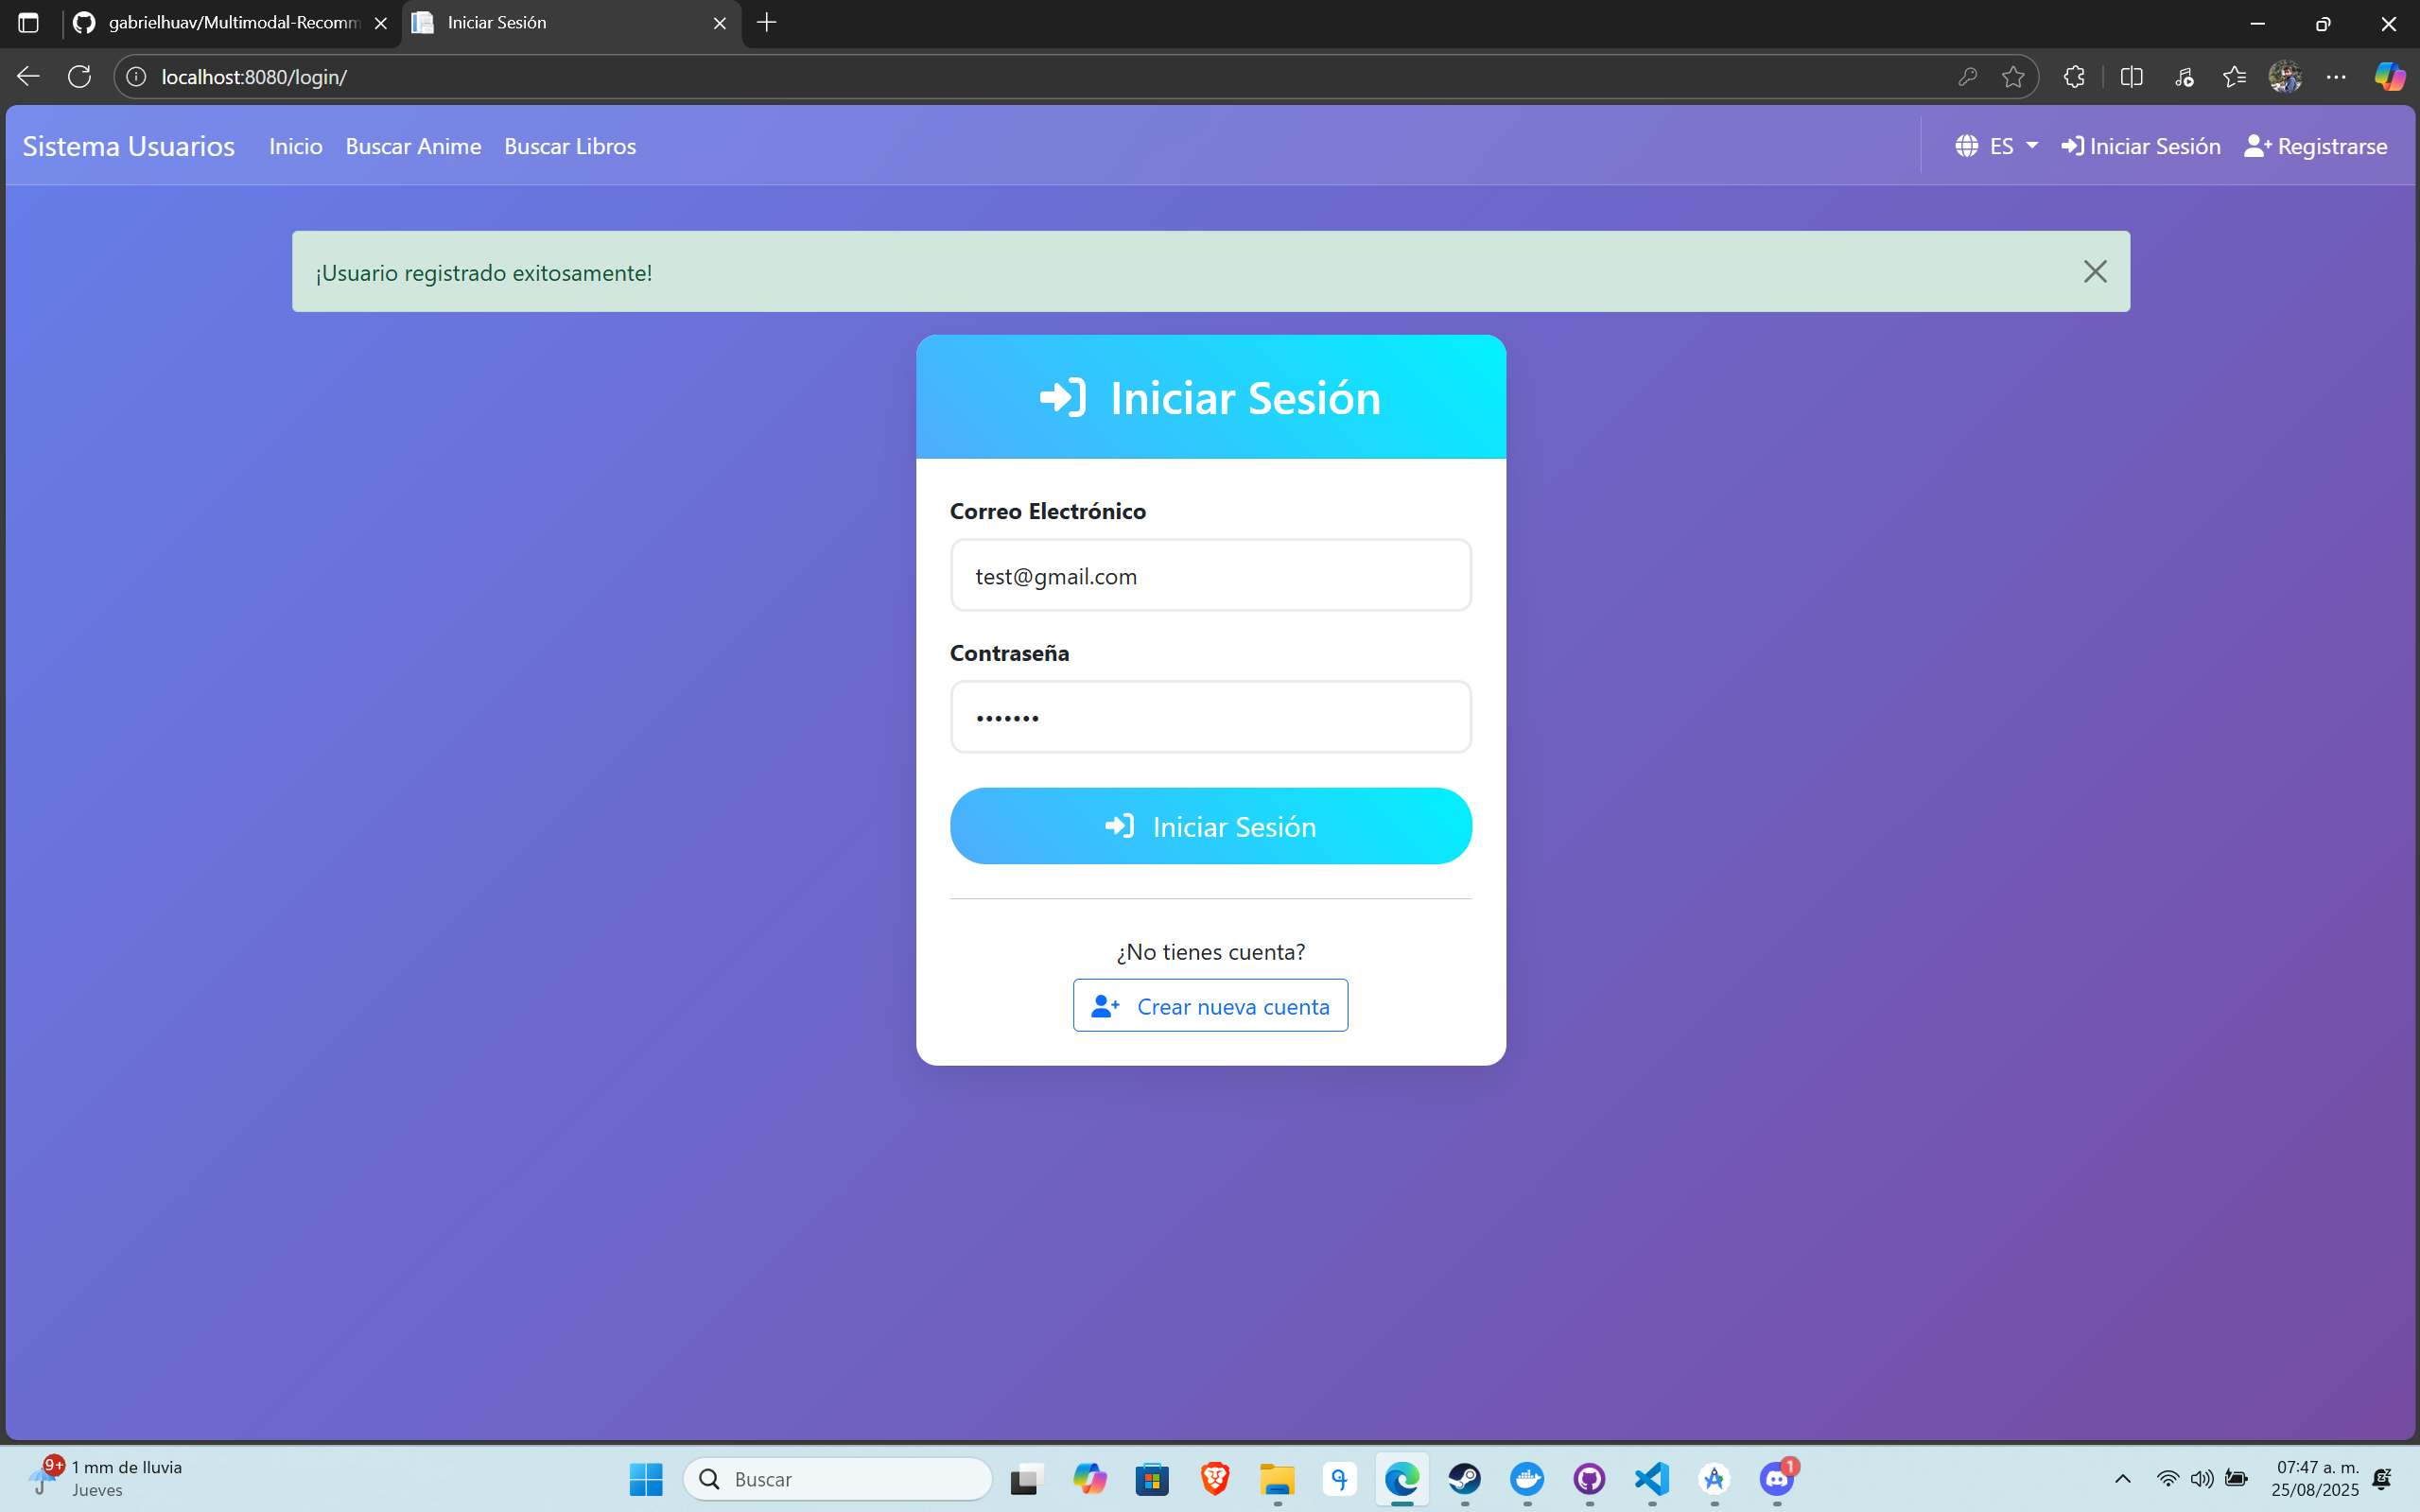 gabrielhuav/Multimodal-Recomm
Iniciar Sesión
localhost:8080/login/
Sistema Usuarios
Inicio
Buscar Anime
Buscar Libros
ES
Iniciar Sesión
Registrarse
¡Usuario registrado exitosamente!
Iniciar Sesión
Correo Electrónico
test@gmail.com
Contraseña
•••••••
Iniciar Sesión
¿No tienes cuenta?
Crear nueva cuenta
9+
1 mm de lluvia
Jueves
Buscar
1
07:47 a. m.
25/08/2025